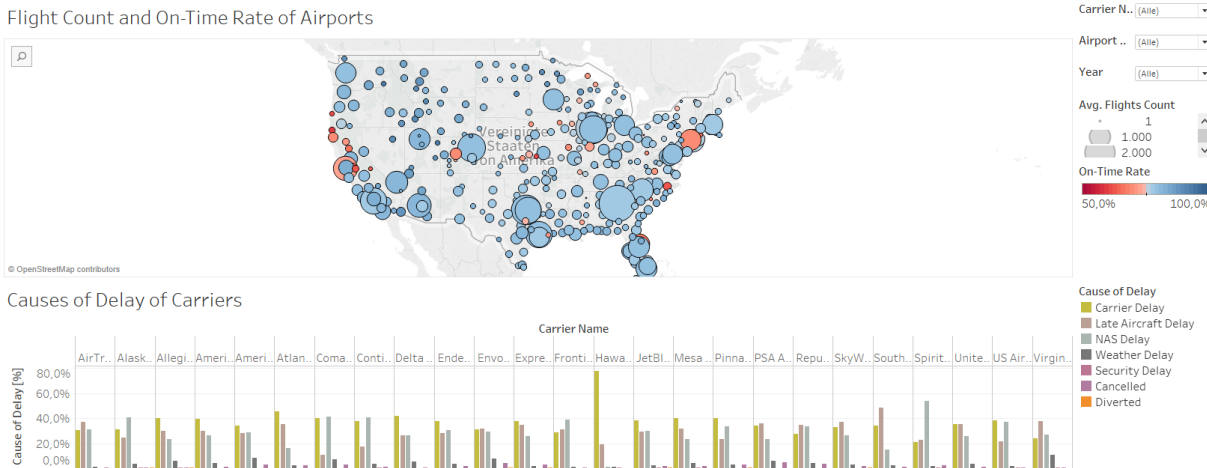 Flight Count and On-Time Rate of Airports
Vereinigte
Staaten
von Amerika
© OpenStreetMap contributors
Carrier N.. (Alle)
Airport .. (Alle)
Year (Alle)
Avg. Flights Count
1
1.000
2.000
On-Time Rate
50,0% 100,0%
Causes of Delay of Carriers
Carrier Name
AirTr.. Alask.. Allegi.. Ameri.. Ameri.. Atlan.. Coma.. Conti.. Delta .. Ende.. Envo.. Expre.. Fronti.. Hawa.. JetBl.. Mesa .. Pinna.. PSA A.. Repu.. SkyW.. South.. Spirit.. Unite.. US Air.. Virgin..
Cause of Delay [%]
80,0%
60,0%
40,0%
20,0%
0,0%
Cause of Delay
Carrier Delay
Late Aircraft Delay
NAS Delay
Weather Delay
Security Delay
Cancelled
Diverted